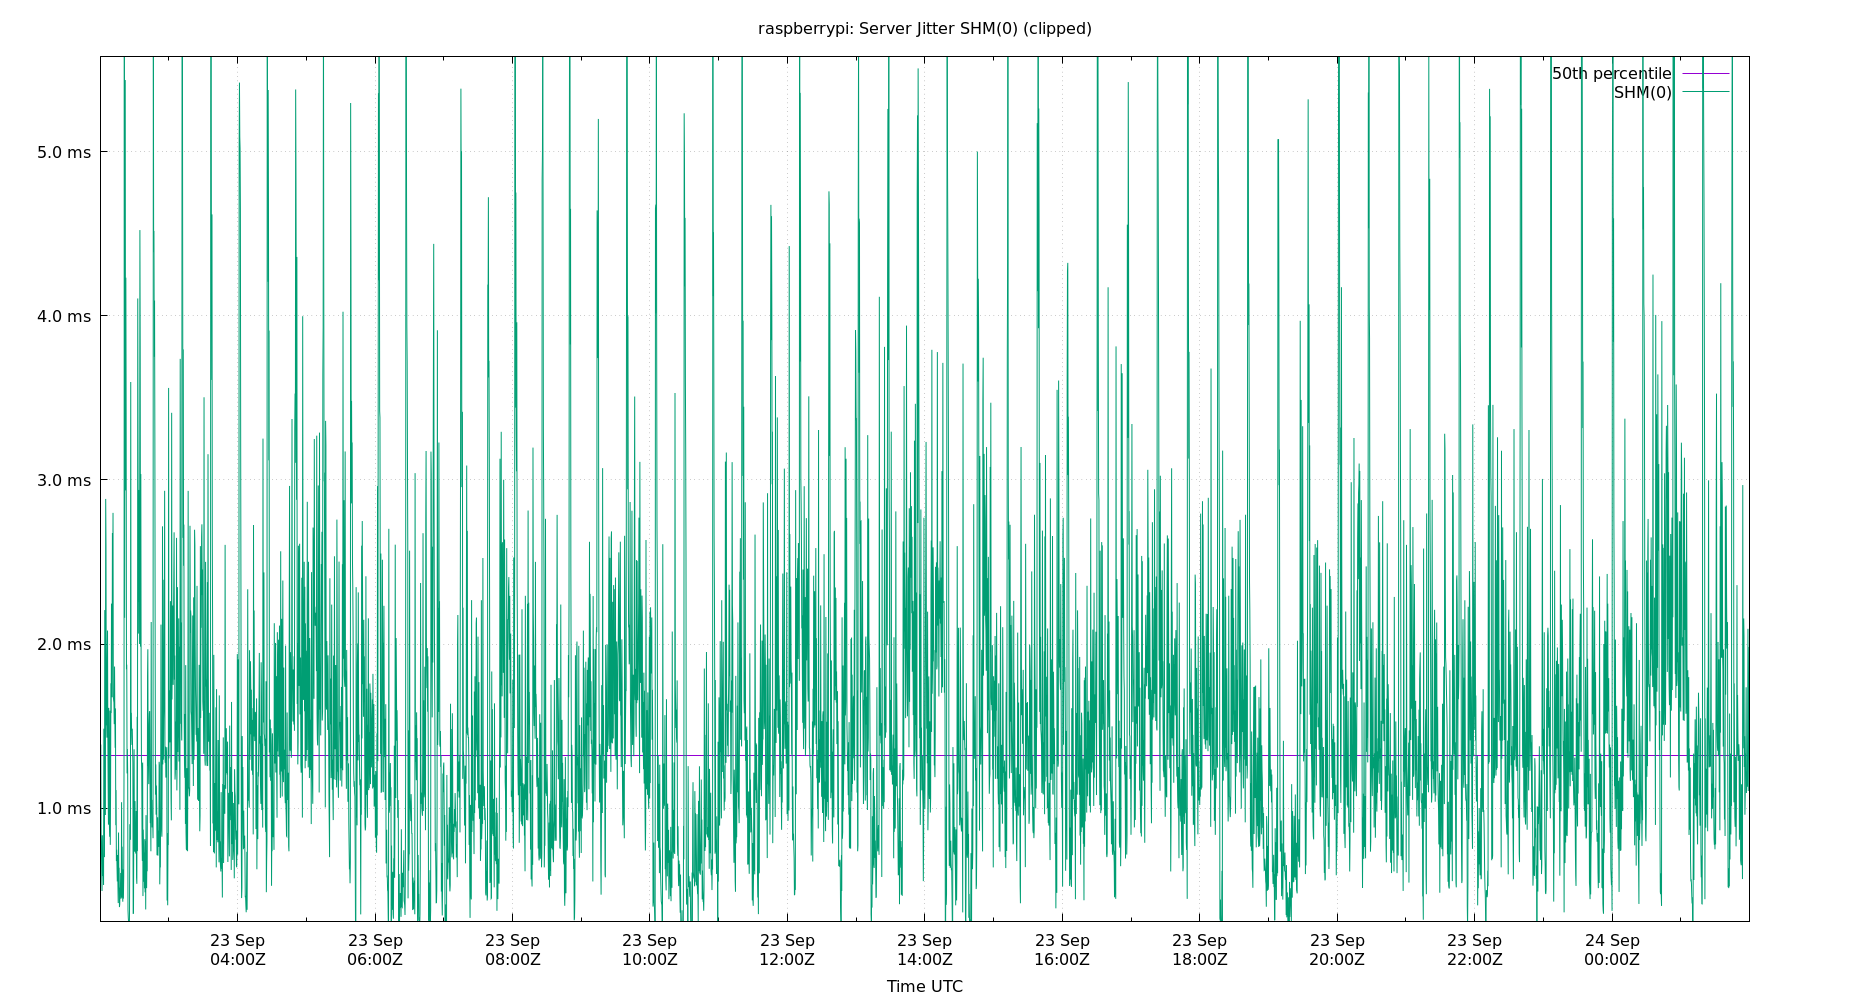 raspberrypi: Server Jitter SHM(0) (clipped)
50th percentile
SHM(0)
5.0 ms
4.0 ms
3.0 ms
2.0 ms
1.0 ms
23 Sep 23 Sep 23 Sep 23 Sep 23 Sep 23 Sep 23 Sep 23 Sep 23 Sep 23 Sep 24 Sep
04:00Z 06:00Z 08:00Z 10:00Z 12:00Z 14:00Z 16:00Z 18:00Z 20:00Z 22:00Z 00:00Z
Time UTC